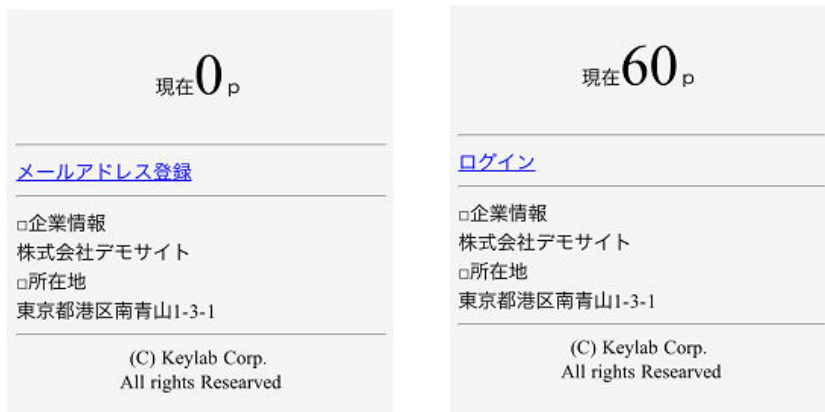 現在0p
メールアドレス登録
□企業情報
株式会社デモサイト
□所在地
東京都港区南青山1-3-1
(C) Keylab Corp.
All rights Researved
現在60p
ログイン
□企業情報
株式会社デモサイト
□所在地
東京都港区南青山1-3-1
(C) Keylab Corp.
All rights Researved